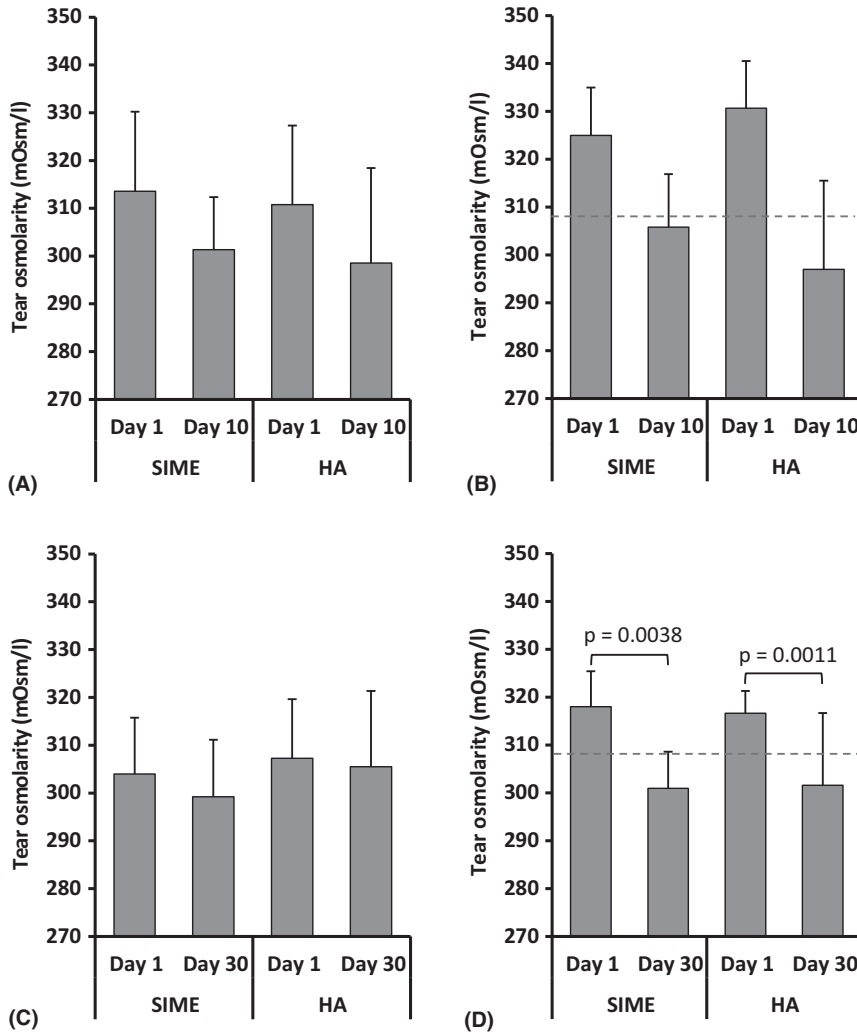 350
340
330
320
310
300
290
280
270
Tear osmolarity (mOsm/l)
Day 1 Day 10 Day 1 Day 10
SIME HA
(A)
350
340
330
320
310
300
290
280
270
Tear osmolarity (mOsm/l)
Day 1 Day 10 Day 1 Day 10
SIME HA
(B)
350
340
330
320
310
300
290
280
270
Tear osmolarity (mOsm/l)
Day 1 Day 30 Day 1 Day 30
SIME HA
(C)
350
340
330
320
310
300
290
280
270
Tear osmolarity (mOsm/l)
p = 0.0038
p = 0.0011
Day 1 Day 30 Day 1 Day 30
SIME HA
(D)